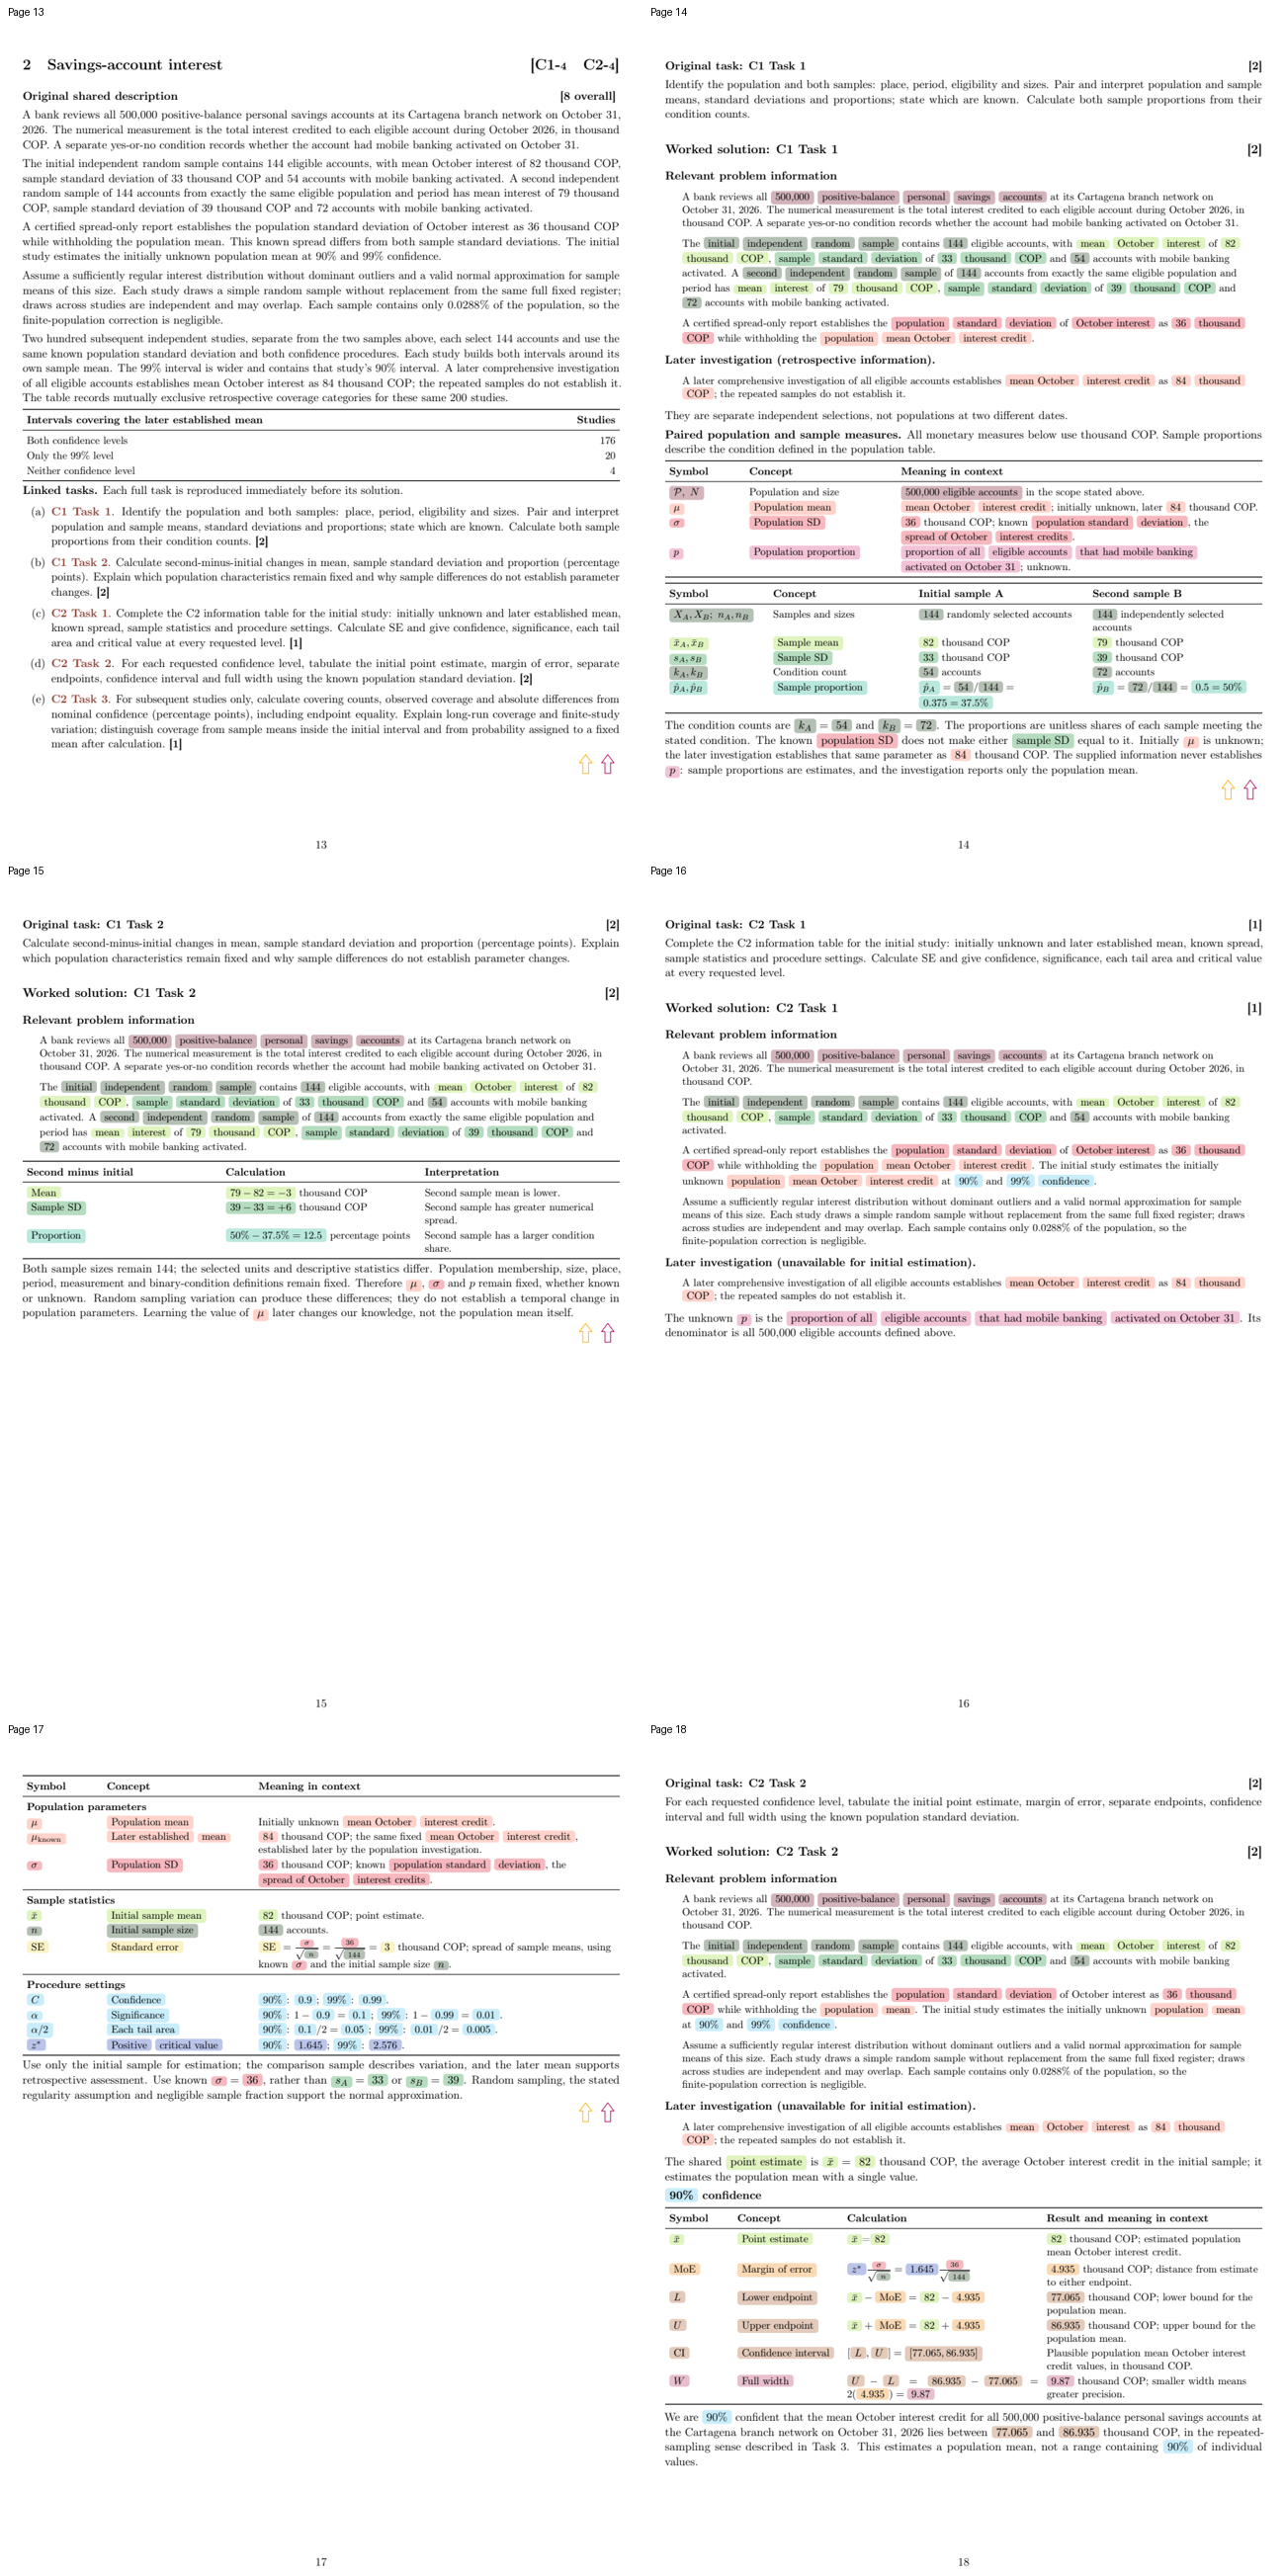 Page 13
2 Savings-account interest [C1-4 C2-4]
Original shared description [8 overall]
A bank reviews all 500,000 positive-balance personal savings accounts at its Cartagena branch network on October 31,
2026. The numerical measurement is the total interest credited to each eligible account during October 2026, in thousand
COP. A separate yes-or-no condition records whether the account had mobile banking activated on October 31.
The initial independent random sample contains 144 eligible accounts, with mean October interest of 82 thousand COP,
sample standard deviation of 33 thousand COP and 54 accounts with mobile banking activated. A second independent
random sample of 144 accounts from exactly the same eligible population and period has mean interest of 79 thousand
COP, sample standard deviation of 39 thousand COP and 72 accounts with mobile banking activated.
A certified spread-only report establishes the population standard deviation of October interest as 36 thousand COP
while withholding the population mean. This known spread differs from both sample standard deviations. The initial
study estimates the initially unknown population mean at 90% and 99% confidence.
Assume a sufficiently regular interest distribution without dominant outliers and a valid normal approximation for sample
means of this size. Each study draws a simple random sample without replacement from the same full fixed register;
draws across studies are independent and may overlap. Each sample contains only 0.0288% of the population, so the
finite-population correction is negligible.
Two hundred subsequent independent studies, separate from the two samples above, each select 144 accounts and use the
same known population standard deviation and both confidence procedures. Each study builds both intervals around its
own sample mean. The 99% interval is wider and contains that study's 90% interval. A later comprehensive investigation
of all eligible accounts establishes mean October interest as 84 thousand COP; the repeated samples do not establish it.
The table records mutually exclusive retrospective coverage categories for these same 200 studies.
Intervals covering the later established mean Studies
Both confidence levels 176
Only the 99% level 20
Neither confidence level 4
Linked tasks. Each full task is reproduced immediately before its solution.
(a) C1 Task 1. Identify the population and both samples: place, period, eligibility and sizes. Pair and interpret
population and sample means, standard deviations and proportions; state which are known. Calculate both sample
proportions from their condition counts. [2]
(b) C1 Task 2. Calculate second-minus-initial changes in mean, sample standard deviation and proportion (percentage
points). Explain which population characteristics remain fixed and why sample differences do not establish parameter
changes. [2]
(c) C2 Task 1. Complete the C2 information table for the initial study: initially unknown and later established mean,
known spread, sample statistics and procedure settings. Calculate SE and give confidence, significance, each tail
area and critical value at every requested level. [1]
(d) C2 Task 2. For each requested confidence level, tabulate the initial point estimate, margin of error, separate
endpoints, confidence interval and full width using the known population standard deviation. [2]
(e) C2 Task 3. For subsequent studies only, calculate covering counts, observed coverage and absolute differences from
nominal confidence (percentage points), including endpoint equality. Explain long-run coverage and finite-study
variation; distinguish coverage from sample means inside the initial interval and from probability assigned to a fixed
mean after calculation. [1]
⇧ ⇧
13
Page 14
Original task: C1 Task 1 [2]
Identify the population and both samples: place, period, eligibility and sizes. Pair and interpret population and sample
means, standard deviations and proportions; state which are known. Calculate both sample proportions from their
condition counts.
Worked solution: C1 Task 1 [2]
Relevant problem information
A bank reviews all 500,000 positive-balance personal savings accounts at its Cartagena branch network on
October 31, 2026. The numerical measurement is the total interest credited to each eligible account during October 2026, in
thousand COP. A separate yes-or-no condition records whether the account had mobile banking activated on October 31.
The initial independent random sample contains 144 eligible accounts, with mean October interest of 82
thousand COP , sample standard deviation of 33 thousand COP and 54 accounts with mobile banking
activated. A second independent random sample of 144 accounts from exactly the same eligible population and
period has mean interest of 79 thousand COP , sample standard deviation of 39 thousand COP and
72 accounts with mobile banking activated.
A certified spread-only report establishes the population standard deviation of October interest as 36 thousand
COP while withholding the population mean October interest credit .
Later investigation (retrospective information).
A later comprehensive investigation of all eligible accounts establishes mean October interest credit as 84 thousand
COP ; the repeated samples do not establish it.
They are separate independent selections, not populations at two different dates.
Paired population and sample measures. All monetary measures below use thousand COP. Sample proportions
describe the condition defined in the population table.
Symbol Concept Meaning in context
P, N Population and size 500,000 eligible accounts in the scope stated above.
μ Population mean mean October interest credit ; initially unknown, later 84 thousand COP.
σ Population SD 36 thousand COP; known population standard deviation , the
spread of October interest credits .
p Population proportion proportion of all eligible accounts that had mobile banking
activated on October 31 ; unknown.
Symbol Concept Initial sample A Second sample B
X_A, X_B; n_A, n_B Samples and sizes 144 randomly selected accounts 144 independently selected
accounts
x̄_A, x̄_B Sample mean 82 thousand COP 79 thousand COP
s_A, s_B Sample SD 33 thousand COP 39 thousand COP
k_A, k_B Condition count 54 accounts 72 accounts
p̂_A, p̂_B Sample proportion p̂_A = 54/144 = p̂_B = 72/144 = 0.5 = 50%
0.375 = 37.5%
The condition counts are k_A = 54 and k_B = 72 . The proportions are unitless shares of each sample meeting the
stated condition. The known population SD does not make either sample SD equal to it. Initially μ is unknown;
the later investigation establishes that same parameter as 84 thousand COP. The supplied information never establishes
p : sample proportions are estimates, and the investigation reports only the population mean.
⇧ ⇧
14
Page 15
Original task: C1 Task 2 [2]
Calculate second-minus-initial changes in mean, sample standard deviation and proportion (percentage points). Explain
which population characteristics remain fixed and why sample differences do not establish parameter changes.
Worked solution: C1 Task 2 [2]
Relevant problem information
A bank reviews all 500,000 positive-balance personal savings accounts at its Cartagena branch network on
October 31, 2026. The numerical measurement is the total interest credited to each eligible account during October 2026, in
thousand COP. A separate yes-or-no condition records whether the account had mobile banking activated on October 31.
The initial independent random sample contains 144 eligible accounts, with mean October interest of 82
thousand COP , sample standard deviation of 33 thousand COP and 54 accounts with mobile banking
activated. A second independent random sample of 144 accounts from exactly the same eligible population and
period has mean interest of 79 thousand COP , sample standard deviation of 39 thousand COP and
72 accounts with mobile banking activated.
Second minus initial Calculation Interpretation
Mean 79 − 82 = −3 thousand COP Second sample mean is lower.
Sample SD 39 − 33 = +6 thousand COP Second sample has greater numerical
spread.
Proportion 50% − 37.5% = 12.5 percentage points Second sample has a larger condition
share.
Both sample sizes remain 144; the selected units and descriptive statistics differ. Population membership, size, place,
period, measurement and binary-condition definitions remain fixed. Therefore μ , σ and p remain fixed, whether known
or unknown. Random sampling variation can produce these differences; they do not establish a temporal change in
population parameters. Learning the value of μ later changes our knowledge, not the population mean itself.
⇧ ⇧
15
Page 16
Original task: C2 Task 1 [1]
Complete the C2 information table for the initial study: initially unknown and later established mean, known spread,
sample statistics and procedure settings. Calculate SE and give confidence, significance, each tail area and critical value
at every requested level.
Worked solution: C2 Task 1 [1]
Relevant problem information
A bank reviews all 500,000 positive-balance personal savings accounts at its Cartagena branch network on
October 31, 2026. The numerical measurement is the total interest credited to each eligible account during October 2026, in
thousand COP.
The initial independent random sample contains 144 eligible accounts, with mean October interest of 82
thousand COP , sample standard deviation of 33 thousand COP and 54 accounts with mobile banking
activated.
A certified spread-only report establishes the population standard deviation of October interest as 36 thousand
COP while withholding the population mean October interest credit . The initial study estimates the initially
unknown population mean October interest credit at 90% and 99% confidence .
Assume a sufficiently regular interest distribution without dominant outliers and a valid normal approximation for sample
means of this size. Each study draws a simple random sample without replacement from the same full fixed register; draws
across studies are independent and may overlap. Each sample contains only 0.0288% of the population, so the
finite-population correction is negligible.
Later investigation (unavailable for initial estimation).
A later comprehensive investigation of all eligible accounts establishes mean October interest credit as 84 thousand
COP ; the repeated samples do not establish it.
The unknown p is the proportion of all eligible accounts that had mobile banking activated on October 31 . Its
denominator is all 500,000 eligible accounts defined above.
16
Page 17
Symbol Concept Meaning in context
Population parameters
μ Population mean Initially unknown mean October interest credit .
μ_known Later established mean 84 thousand COP; the same fixed mean October interest credit ,
established later by the population investigation.
σ Population SD 36 thousand COP; known population standard deviation , the
spread of October interest credits .
Sample statistics
x̄ Initial sample mean 82 thousand COP; point estimate.
n Initial sample size 144 accounts.
SE Standard error SE = σ/√n = 36/√144 = 3 thousand COP; spread of sample means, using
known σ and the initial sample size n .
Procedure settings
C Confidence 90% : 0.9 ; 99% : 0.99 .
α Significance 90% : 1 − 0.9 = 0.1 ; 99% : 1 − 0.99 = 0.01 .
α/2 Each tail area 90% : 0.1 /2 = 0.05 ; 99% : 0.01 /2 = 0.005 .
z* Positive critical value 90% : 1.645 ; 99% : 2.576 .
Use only the initial sample for estimation; the comparison sample describes variation, and the later mean supports
retrospective assessment. Use known σ = 36 , rather than s_A = 33 or s_B = 39 . Random sampling, the stated
regularity assumption and negligible sample fraction support the normal approximation.
⇧ ⇧
17
Page 18
Original task: C2 Task 2 [2]
For each requested confidence level, tabulate the initial point estimate, margin of error, separate endpoints, confidence
interval and full width using the known population standard deviation.
Worked solution: C2 Task 2 [2]
Relevant problem information
A bank reviews all 500,000 positive-balance personal savings accounts at its Cartagena branch network on
October 31, 2026. The numerical measurement is the total interest credited to each eligible account during October 2026, in
thousand COP.
The initial independent random sample contains 144 eligible accounts, with mean October interest of 82
thousand COP , sample standard deviation of 33 thousand COP and 54 accounts with mobile banking
activated.
A certified spread-only report establishes the population standard deviation of October interest as 36 thousand
COP while withholding the population mean . The initial study estimates the initially unknown population mean
at 90% and 99% confidence .
Assume a sufficiently regular interest distribution without dominant outliers and a valid normal approximation for sample
means of this size. Each study draws a simple random sample without replacement from the same full fixed register; draws
across studies are independent and may overlap. Each sample contains only 0.0288% of the population, so the
finite-population correction is negligible.
Later investigation (unavailable for initial estimation).
A later comprehensive investigation of all eligible accounts establishes mean October interest as 84 thousand
COP ; the repeated samples do not establish it.
The shared point estimate is x̄ = 82 thousand COP, the average October interest credit in the initial sample; it
estimates the population mean with a single value.
90% confidence
Symbol Concept Calculation Result and meaning in context
x̄ Point estimate x̄ = 82 82 thousand COP; estimated population
mean October interest credit.
MoE Margin of error z* σ/√n = 1.645 36/√144 4.935 thousand COP; distance from estimate
to either endpoint.
L Lower endpoint x̄ − MoE = 82 − 4.935 77.065 thousand COP; lower bound for the
population mean.
U Upper endpoint x̄ + MoE = 82 + 4.935 86.935 thousand COP; upper bound for the
population mean.
CI Confidence interval [ L , U ] = [77.065, 86.935] Plausible population mean October interest
credit values, in thousand COP.
W Full width U − L = 86.935 − 77.065 = 9.87 thousand COP; smaller width means
2( 4.935 ) = 9.87 greater precision.
We are 90% confident that the mean October interest credit for all 500,000 positive-balance personal savings accounts at
the Cartagena branch network on October 31, 2026 lies between 77.065 and 86.935 thousand COP, in the repeated-
sampling sense described in Task 3. This estimates a population mean, not a range containing 90% of individual
values.
18